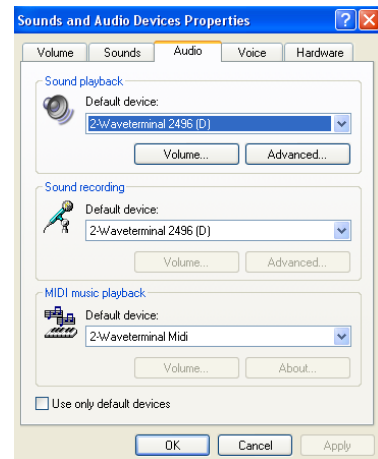 Sounds and Audio Devices Properties
Volume Sounds Audio Voice Hardware
Sound playback
Default device:
2-Waveterminal 2496 (D)
Volume... Advanced...
Sound recording
Default device:
2-Waveterminal 2496 (D)
Volume... Advanced...
MIDI music playback
Default device:
2-Waveterminal Midi
Volume... About...
Use only default devices
OK Cancel Apply